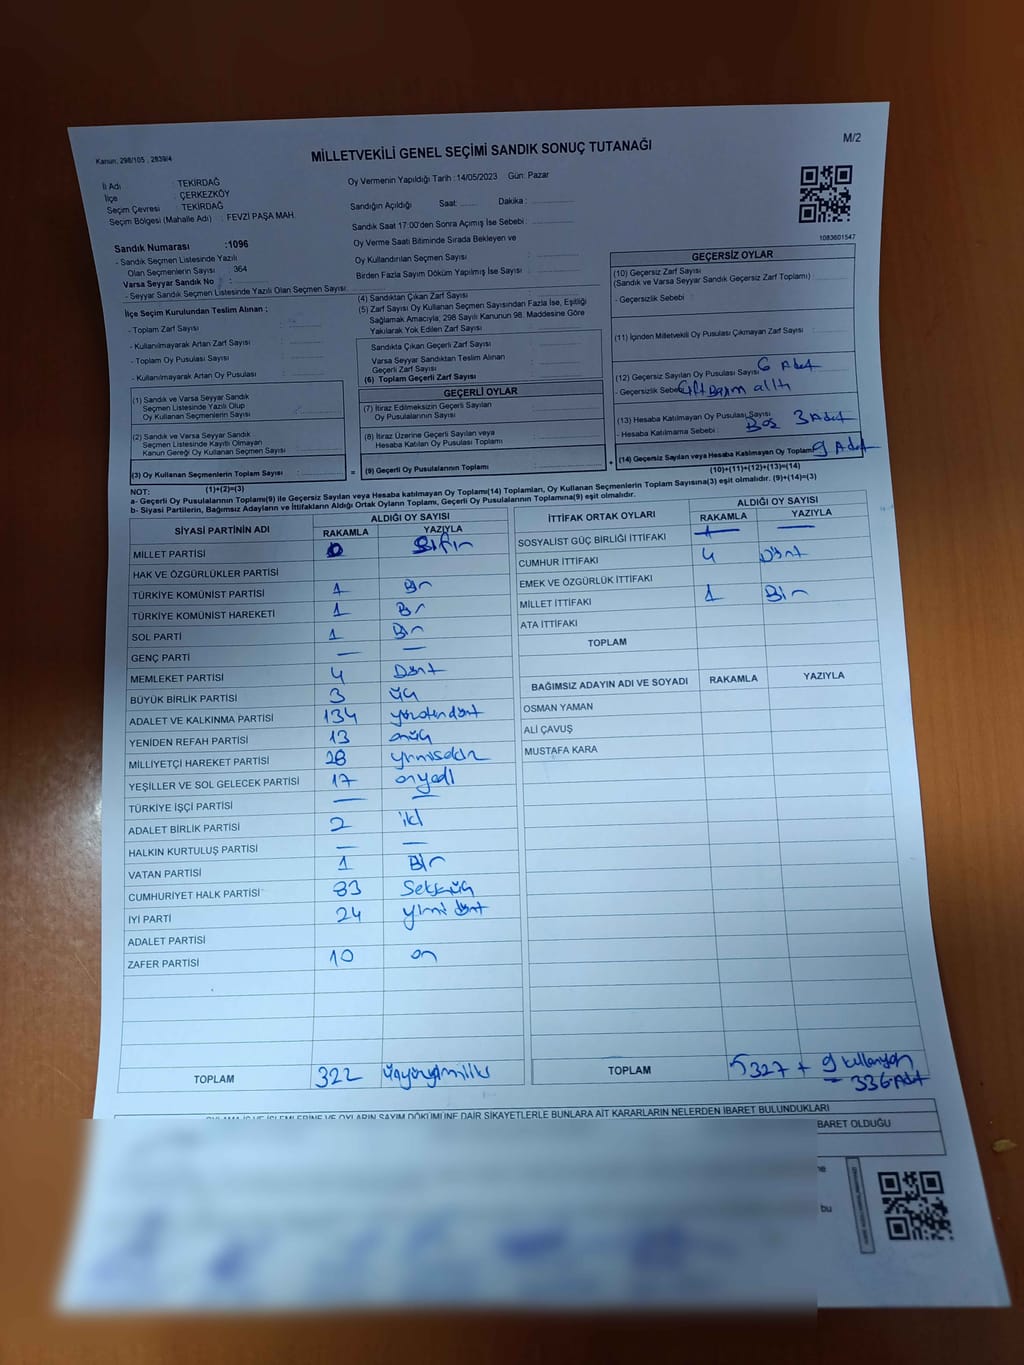 Kanun: 298/105 , 2839/4
M/2
MİLLETVEKİLİ GENEL SEÇİMİ SANDIK SONUÇ TUTANAĞI
İl Adı : TEKİRDAĞ
İlçe : ÇERKEZKÖY
Seçim Çevresi : TEKİRDAĞ
Seçim Bölgesi (Mahalle Adı) : FEVZİ PAŞA MAH.
Oy Vermenin Yapıldığı Tarih : 14/05/2023 Gün: Pazar
Sandığın Açıldığı Saat: Dakika :
Sandık Saat 17:00'den Sonra Açımış İse Sebebi :
Sandık Numarası :1096
- Sandık Seçmen Listesinde Yazılı
Olan Seçmenlerin Sayısı : 364
Varsa Seyyar Sandık No :
- Seyyar Sandık Seçmen Listesinde Yazılı Olan Seçmen Sayısı:
Oy Verme Saati Bitiminde Sırada Bekleyen ve
Oy Kullandırılan Seçmen Sayısı :
Birden Fazla Sayım Döküm Yapılmış İse Sayısı :
1083601547
İlçe Seçim Kurulundan Teslim Alınan :
- Toplam Zarf Sayısı :
- Kullanılmayarak Artan Zarf Sayısı :
- Toplam Oy Pusulası Sayısı :
- Kullanılmayarak Artan Oy Pusulası :
(4) Sandıktan Çıkan Zarf Sayısı :
(5) Zarf Sayısı Oy Kullanan Seçmen Sayısından Fazla İse, Eşitliği
Sağlamak Amacıyla, 298 Sayılı Kanunun 98. Maddesine Göre
Yakılarak Yok Edilen Zarf Sayısı :
Sandıkta Çıkan Geçerli Zarf Sayısı :
Varsa Seyyar Sandıktan Teslim Alınan
Geçerli Zarf Sayısı :
(6) Toplam Geçerli Zarf Sayısı :
GEÇERSİZ OYLAR
(10) Geçersiz Zarf Sayısı
(Sandık ve Varsa Seyyar Sandık Geçersiz Zarf Toplamı) :
- Geçersizlik Sebebi :
(11) İçinden Milletvekili Oy Pusulası Çıkmayan Zarf Sayısı :
(12) Geçersiz Sayılan Oy Pusulası Sayısı 6 Adet
- Geçersizlik Sebebi
(13) Hesaba Katılmayan Oy Pusulası Sayısı 3 Adet
- Hesaba Katılmama Sebebi : Boş
(14) Geçersiz Sayılan veya Hesaba Katılmayan Oy Toplamı 9 Adet
(10)+(11)+(12)+(13)=(14)
(1) Sandık ve Varsa Seyyar Sandık
Seçmen Listesinde Yazılı Olup
Oy Kullanan Seçmenlerin Sayısı :
(2) Sandık ve Varsa Seyyar Sandık
Seçmen Listesinde Kayıtlı Olmayan
Kanun Gereği Oy Kullanan Seçmen Sayısı :
(3) Oy Kullanan Seçmenlerin Toplam Sayısı :
(1)+(2)=(3)
=
GEÇERLİ OYLAR
(7) İtiraz Edilmeksizin Geçerli Sayılan
Oy Pusulalarının Sayısı :
(8) İtiraz Üzerine Geçerli Sayılan veya
Hesaba Katılan Oy Pusulası Toplamı :
(9) Geçerli Oy Pusulalarının Toplamı :
+
NOT:
a- Geçerli Oy Pusulalarının Toplamı(9) ile Geçersiz Sayılan veya Hesaba katılmayan Oy Toplamı(14) Toplamları, Oy Kullanan Seçmenlerin Toplam Sayısına(3) eşit olmalıdır. (9)+(14)=(3)
b- Siyasi Partilerin, Bağımsız Adayların ve İttifakların Aldığı Ortak Oyların Toplamı, Geçerli Oy Pusulalarının Toplamına(9) eşit olmalıdır.
SİYASİ PARTİNİN ADI ALDIĞI OY SAYISI
RAKAMLA YAZIYLA
MİLLET PARTİSİ 0 Sıfır
HAK VE ÖZGÜRLÜKLER PARTİSİ
TÜRKİYE KOMÜNİST PARTİSİ 1 Bir
TÜRKİYE KOMÜNİST HAREKETİ 1 Bir
SOL PARTİ 1 Bir
GENÇ PARTİ — —
MEMLEKET PARTİSİ 4 Dört
BÜYÜK BİRLİK PARTİSİ 3 üç
ADALET VE KALKINMA PARTİSİ 134 yüzotuzdört
YENİDEN REFAH PARTİSİ 13 onüç
MİLLİYETÇİ HAREKET PARTİSİ 28 yirmisekiz
YEŞİLLER VE SOL GELECEK PARTİSİ 17 onyedi
TÜRKİYE İŞÇİ PARTİSİ — —
ADALET BİRLİK PARTİSİ 2 iki
HALKIN KURTULUŞ PARTİSİ — —
VATAN PARTİSİ 1 Bir
CUMHURİYET HALK PARTİSİ 83 Seksenüç
İYİ PARTİ 24 yirmi dört
ADALET PARTİSİ
ZAFER PARTİSİ 10 on
TOPLAM 322
İTTİFAK ORTAK OYLARI ALDIĞI OY SAYISI
RAKAMLA YAZIYLA
SOSYALİST GÜÇ BİRLİĞİ İTTİFAKI
CUMHUR İTTİFAKI 4 Dört
EMEK VE ÖZGÜRLÜK İTTİFAKI
MİLLET İTTİFAKI 1 Bir
ATA İTTİFAKI
TOPLAM
BAĞIMSIZ ADAYIN ADI VE SOYADI RAKAMLA YAZIYLA
OSMAN YAMAN
ALİ ÇAVUŞ
MUSTAFA KARA
TOPLAM 5 327 + 9 kullanılan
336 Adet
OYLAMA İŞ VE İŞLEMLERİNE VE OYLARIN SAYIM DÖKÜMÜNE DAİR ŞİKAYETLERLE BUNLARA AİT KARARLARIN NELERDEN İBARET BULUNDUKLARI
BARET OLDUĞU
ne
bu